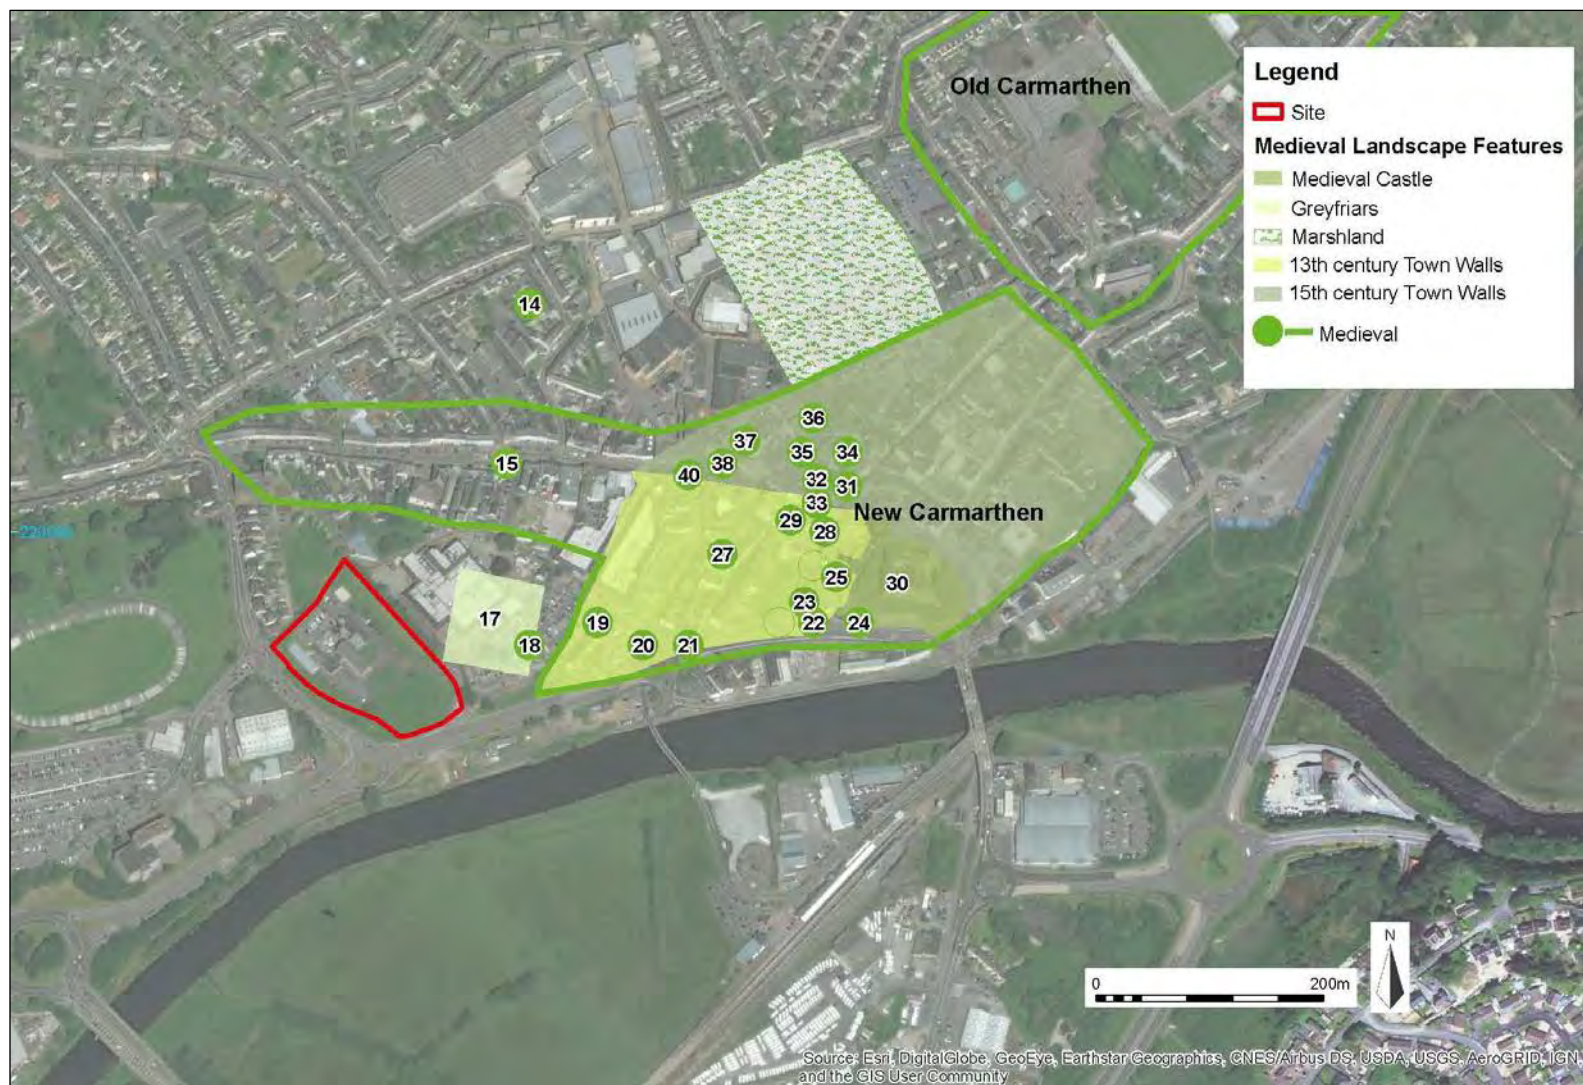 Old Carmarthen
Legend
Site
Medieval Landscape Features
Medieval Castle
Greyfriars
Marshland
13th century Town Walls
15th century Town Walls
Medieval
14
36
37
35
34
15
38
40
32
31
33
New Carmarthen
29
28
27
25
30
23
17
19
22
24
18
20
21
N
0
200m
Source: Esri, DigitalGlobe, GeoEye, Earthstar Geographics, CNES/Airbus DS, USDA, USGS, AeroGRID, IGN,
and the GIS User Community